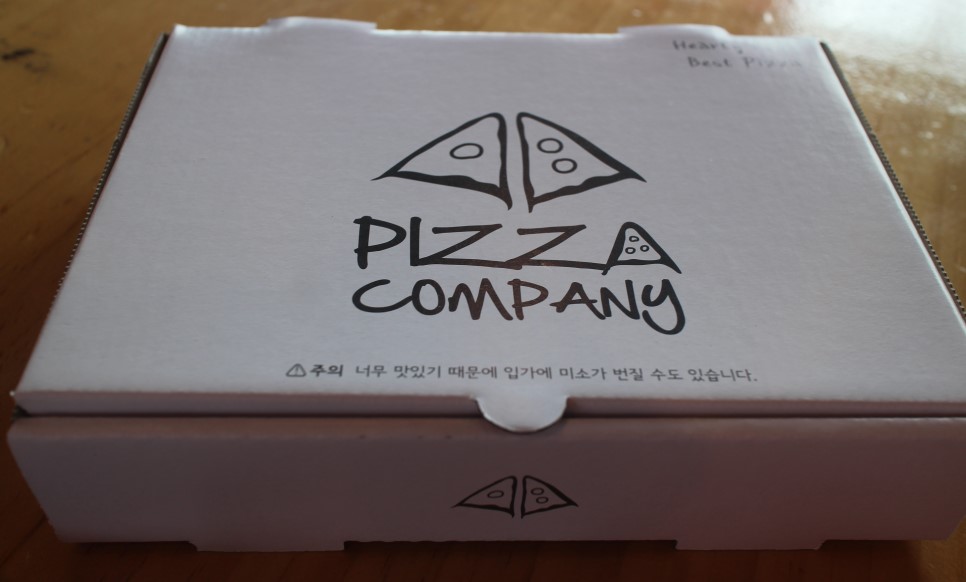 Hearty
Best Pizza
PIZZA
COMPANY
주의 너무 맛있기 때문에 입가에 미소가 번질 수도 있습니다.